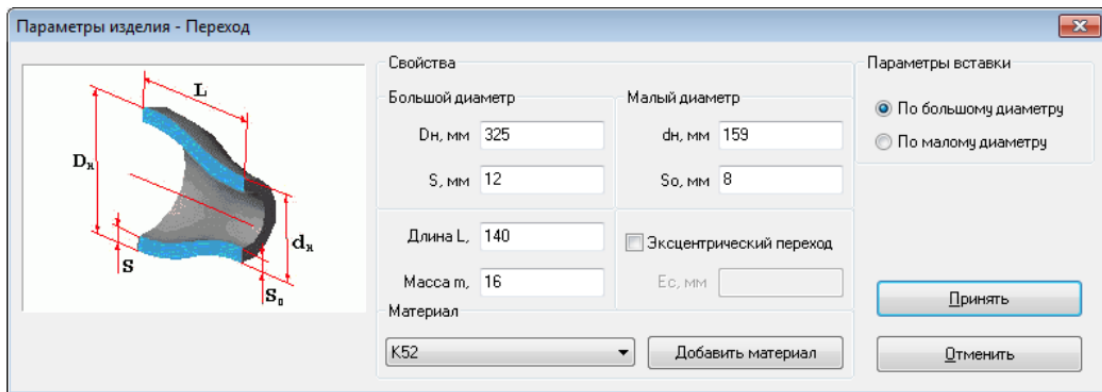 Параметры изделия - Переход
L
Dн
dн
S
S0
Свойства
Большой диаметр
Dн, мм 325
S, мм 12
Малый диаметр
dн, мм 159
Sо, мм 8
Длина L, 140
Масса m, 16
Эксцентрический переход
Ес, мм
Материал
К52
Добавить материал
Параметры вставки
По большому диаметру
По малому диаметру
Принять
Отменить